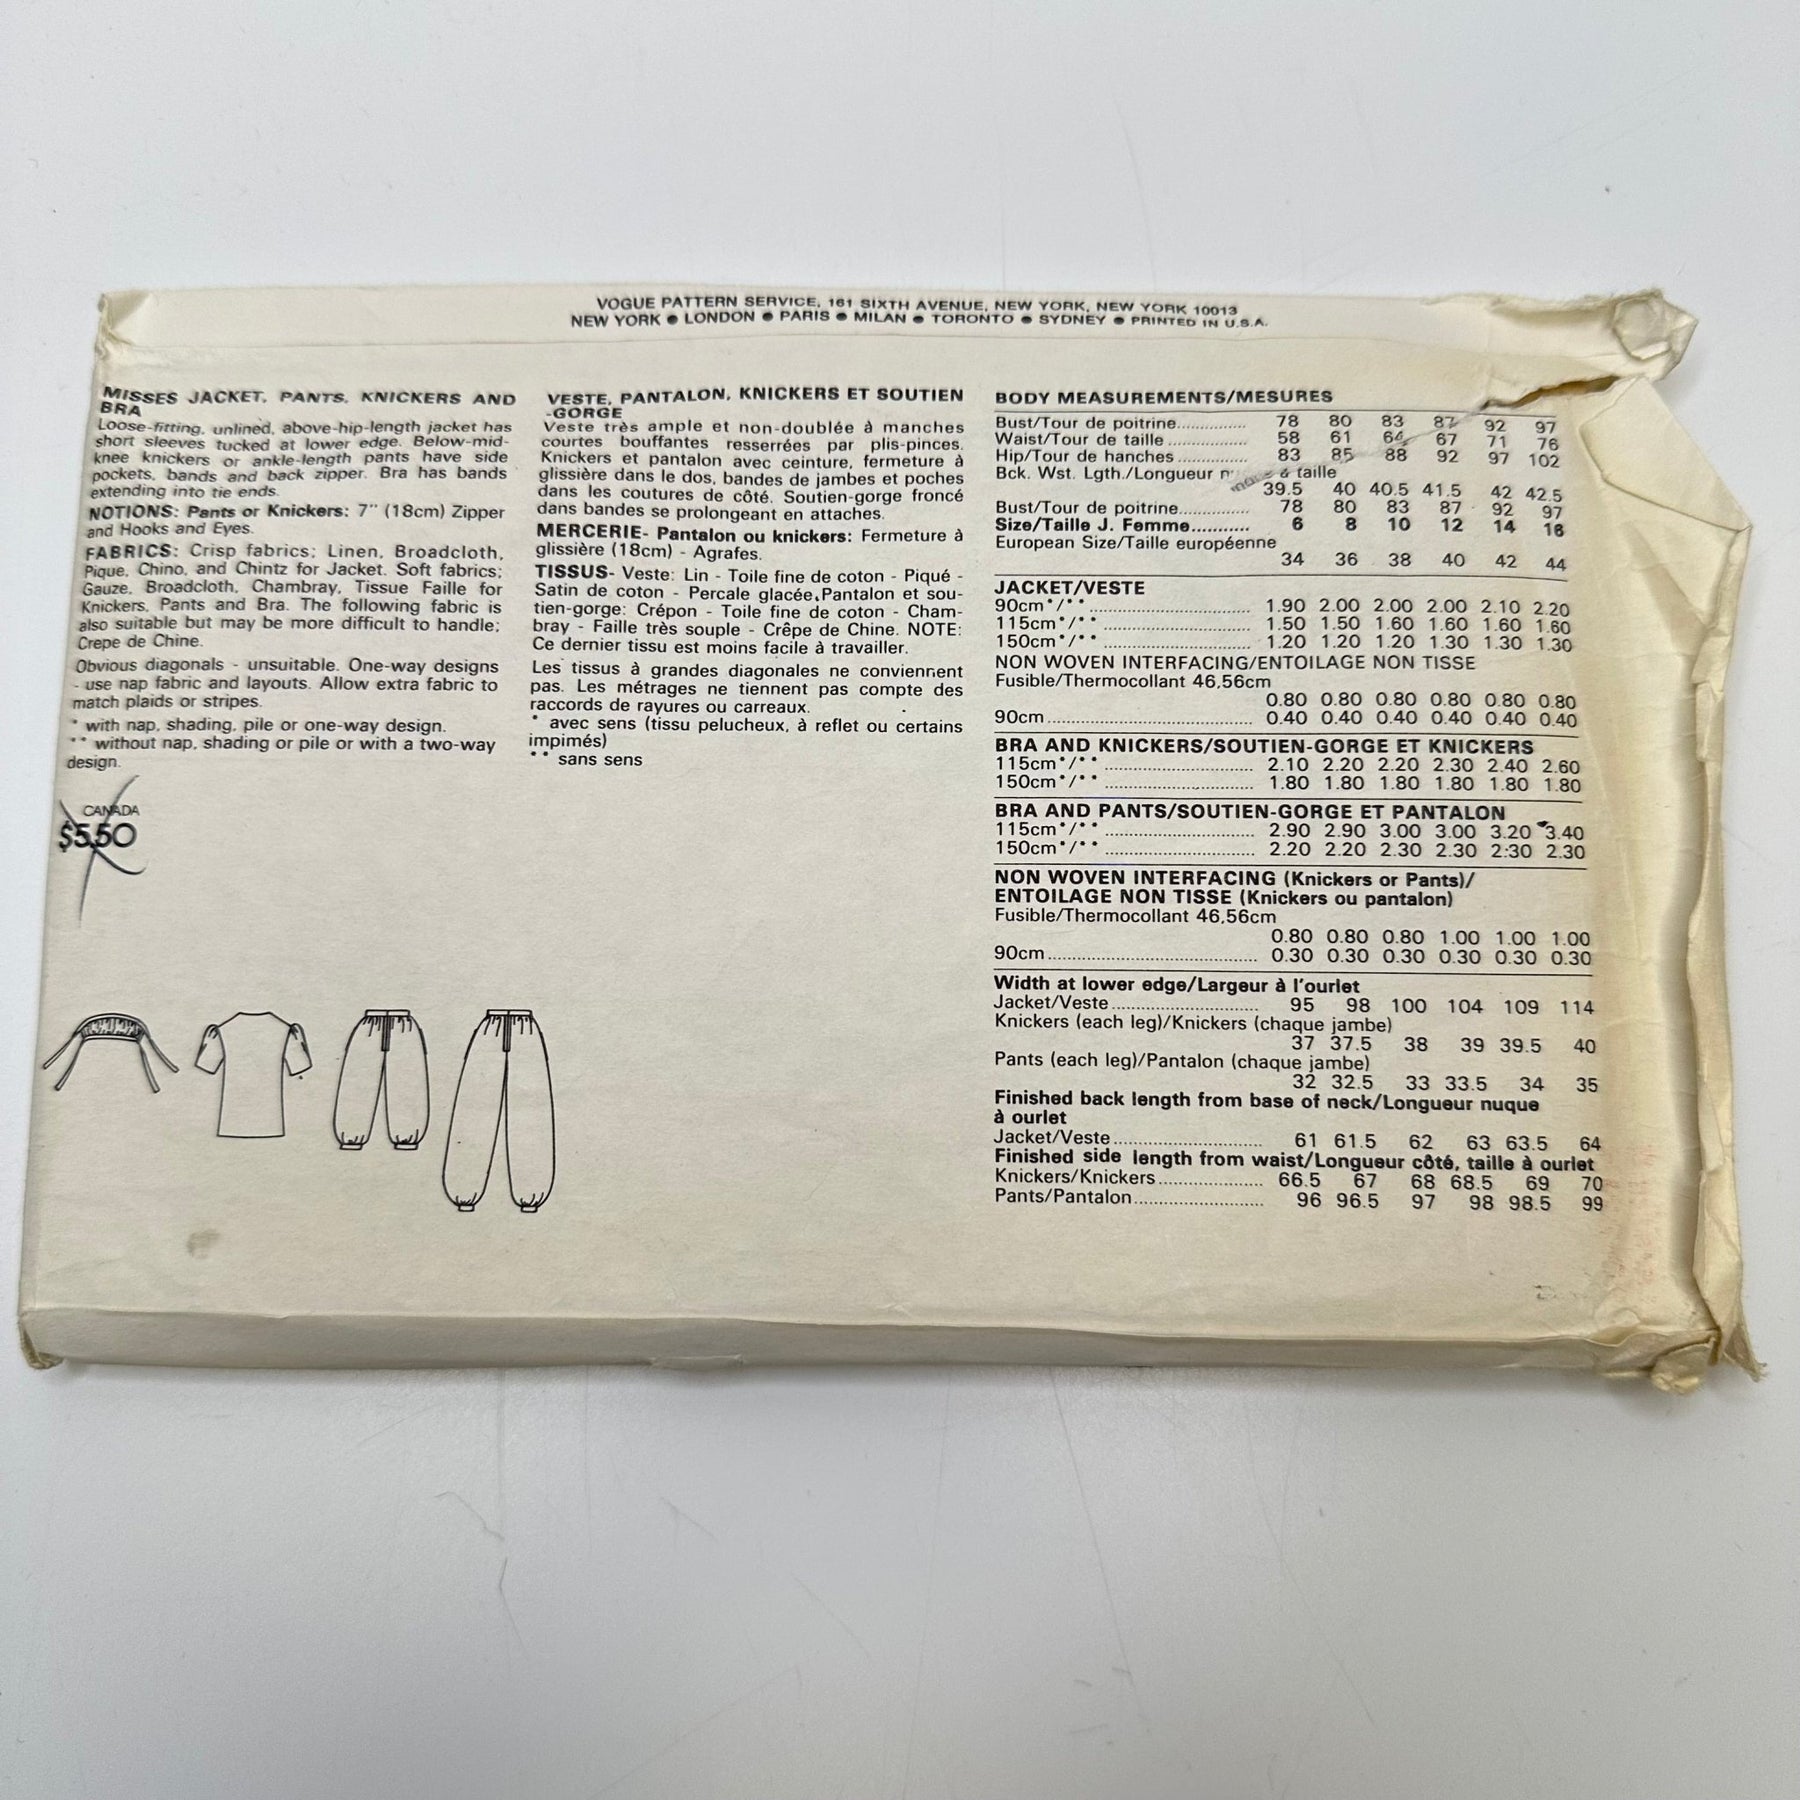 VOGUE PATTERN SERVICE, 161 SIXTH AVENUE, NEW YORK, NEW YORK 10013
NEW YORK ● LONDON ● PARIS ● MILAN ● TORONTO ● SYDNEY ● PRINTED IN U.S.A.
MISSES JACKET, PANTS, KNICKERS AND
BRA
Loose-fitting, unlined, above-hip-length jacket has
short sleeves tucked at lower edge. Below-mid-
knee knickers or ankle-length pants have side
pockets, bands and back zipper. Bra has bands
extending into tie ends.
NOTIONS: Pants or Knickers: 7" (18cm) Zipper
and Hooks and Eyes.
FABRICS: Crisp fabrics; Linen, Broadcloth,
Pique, Chino, and Chintz for Jacket. Soft fabrics;
Gauze, Broadcloth, Chambray, Tissue Faille for
Knickers, Pants and Bra. The following fabric is
also suitable but may be more difficult to handle;
Crepe de Chine.
Obvious diagonals - unsuitable. One-way designs
- use nap fabric and layouts. Allow extra fabric to
match plaids or stripes.
* with nap, shading, pile or one-way design.
** without nap, shading or pile or with a two-way
design.
CANADA
$5.50
VESTE, PANTALON, KNICKERS ET SOUTIEN
-GORGE
Veste très ample et non-doublée à manches
courtes bouffantes resserrées par plis-pinces.
Knickers et pantalon avec ceinture, fermeture à
glissière dans le dos, bandes de jambes et poches
dans les coutures de côté. Soutien-gorge froncé
dans bandes se prolongeant en attaches.
MERCERIE- Pantalon ou knickers: Fermeture à
glissière (18cm) - Agrafes.
TISSUS- Veste: Lin - Toile fine de coton - Piqué -
Satin de coton - Percale glacée.Pantalon et sou-
tien-gorge: Crépon - Toile fine de coton - Cham-
bray - Faille très souple - Crêpe de Chine. NOTE:
Ce dernier tissu est moins facile à travailler.
Les tissus à grandes diagonales ne conviennent
pas. Les métrages ne tiennent pas compte des
raccords de rayures ou carreaux.
* avec sens (tissu pelucheux, à reflet ou certains
impimés)
** sans sens
BODY MEASUREMENTS/MESURES
Bust/Tour de poitrine............... 78 80 83 87 92 97
Waist/Tour de taille................. 58 61 64 67 71 76
Hip/Tour de hanches............... 83 85 88 92 97 102
Bck. Wst. Lgth./Longueur taille
39.5 40 40.5 41.5 42 42.5
Bust/Tour de poitrine............... 78 80 83 87 92 97
Size/Taille J. Femme........... 6 8 10 12 14 16
European Size/Taille européenne
34 36 38 40 42 44
JACKET/VESTE
90cm*/** .............................. 1.90 2.00 2.00 2.00 2.10 2.20
115cm*/** ............................ 1.50 1.50 1.60 1.60 1.60 1.60
150cm*/** ............................ 1.20 1.20 1.20 1.30 1.30 1.30
NON WOVEN INTERFACING/ENTOILAGE NON TISSE
Fusible/Thermocollant 46,56cm
0.80 0.80 0.80 0.80 0.80 0.80
90cm ...................................... 0.40 0.40 0.40 0.40 0.40 0.40
BRA AND KNICKERS/SOUTIEN-GORGE ET KNICKERS
115cm*/** ............................ 2.10 2.20 2.20 2.30 2.40 2.60
150cm*/** ............................ 1.80 1.80 1.80 1.80 1.80 1.80
BRA AND PANTS/SOUTIEN-GORGE ET PANTALON
115cm*/** ............................ 2.90 2.90 3.00 3.00 3.20 3.40
150cm*/** ............................ 2.20 2.20 2.30 2.30 2.30 2.30
NON WOVEN INTERFACING (Knickers or Pants)/
ENTOILAGE NON TISSE (Knickers ou pantalon)
Fusible/Thermocollant 46,56cm
0.80 0.80 0.80 1.00 1.00 1.00
90cm ...................................... 0.30 0.30 0.30 0.30 0.30 0.30
Width at lower edge/Largeur à l'ourlet
Jacket/Veste ........................... 95 98 100 104 109 114
Knickers (each leg)/Knickers (chaque jambe)
37 37.5 38 39 39.5 40
Pants (each leg)/Pantalon (chaque jambe)
32 32.5 33 33.5 34 35
Finished back length from base of neck/Longueur nuque
à ourlet
Jacket/Veste ........................... 61 61.5 62 63 63.5 64
Finished side length from waist/Longueur côté, taille à ourlet
Knickers/Knickers .................... 66.5 67 68 68.5 69 70
Pants/Pantalon......................... 96 96.5 97 98 98.5 99